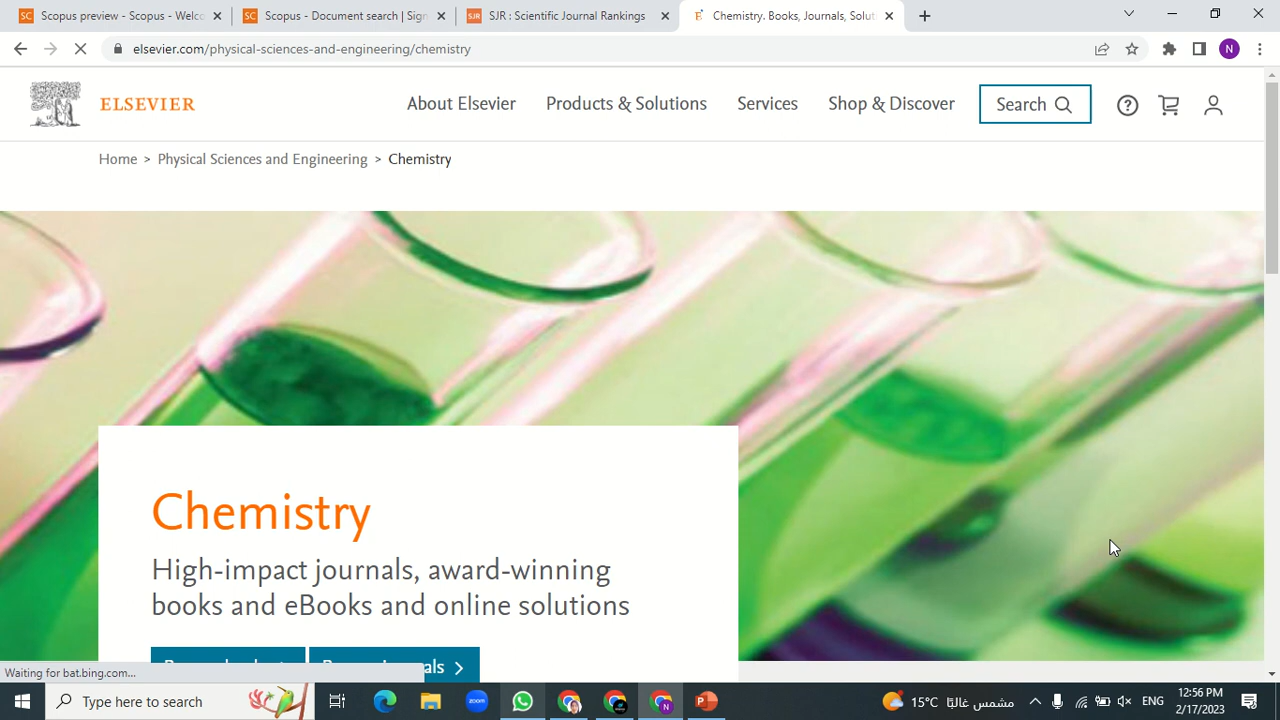 Scopus preview - Scopus - Welco
Scopus - Document search | Sign
SJR : Scientific Journal Rankings
Chemistry. Books, Journals, Solut
elsevier.com/physical-sciences-and-engineering/chemistry
N
ELSEVIER
About Elsevier
Products & Solutions
Services
Shop & Discover
Search
Home > Physical Sciences and Engineering > Chemistry
Chemistry
High-impact journals, award-winning
books and eBooks and online solutions
Waiting for bat.bing.com...
Type here to search
zoom
15°C
مشمس غالبًا
ENG
12:56 PM
2/17/2023